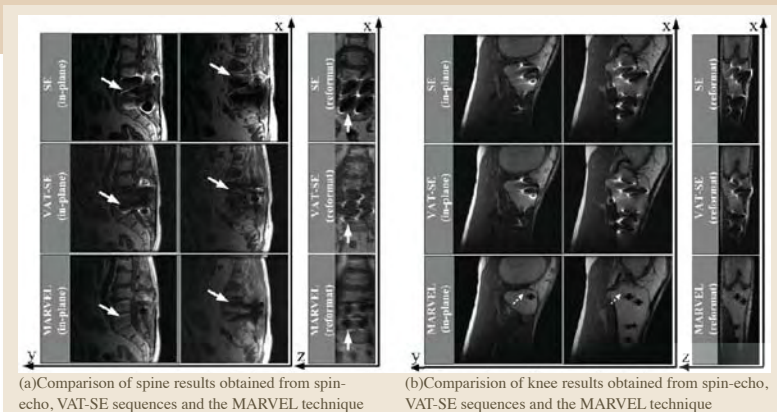 x
x
SE
(in-plane)
SE
(reformat)
VAT-SE
(in-plane)
VAT-SE
(reformat)
MARVEL
(in-plane)
MARVEL
(reformat)
y
z
x
x
SE
(in-plane)
SE
(reformat)
VAT-SE
(in-plane)
VAT-SE
(reformat)
MARVEL
(in-plane)
MARVEL
(reformat)
y
z
(a)Comparison of spine results obtained from spin-
echo, VAT-SE sequences and the MARVEL technique
(b)Comparision of knee results obtained from spin-echo,
VAT-SE sequences and the MARVEL technique